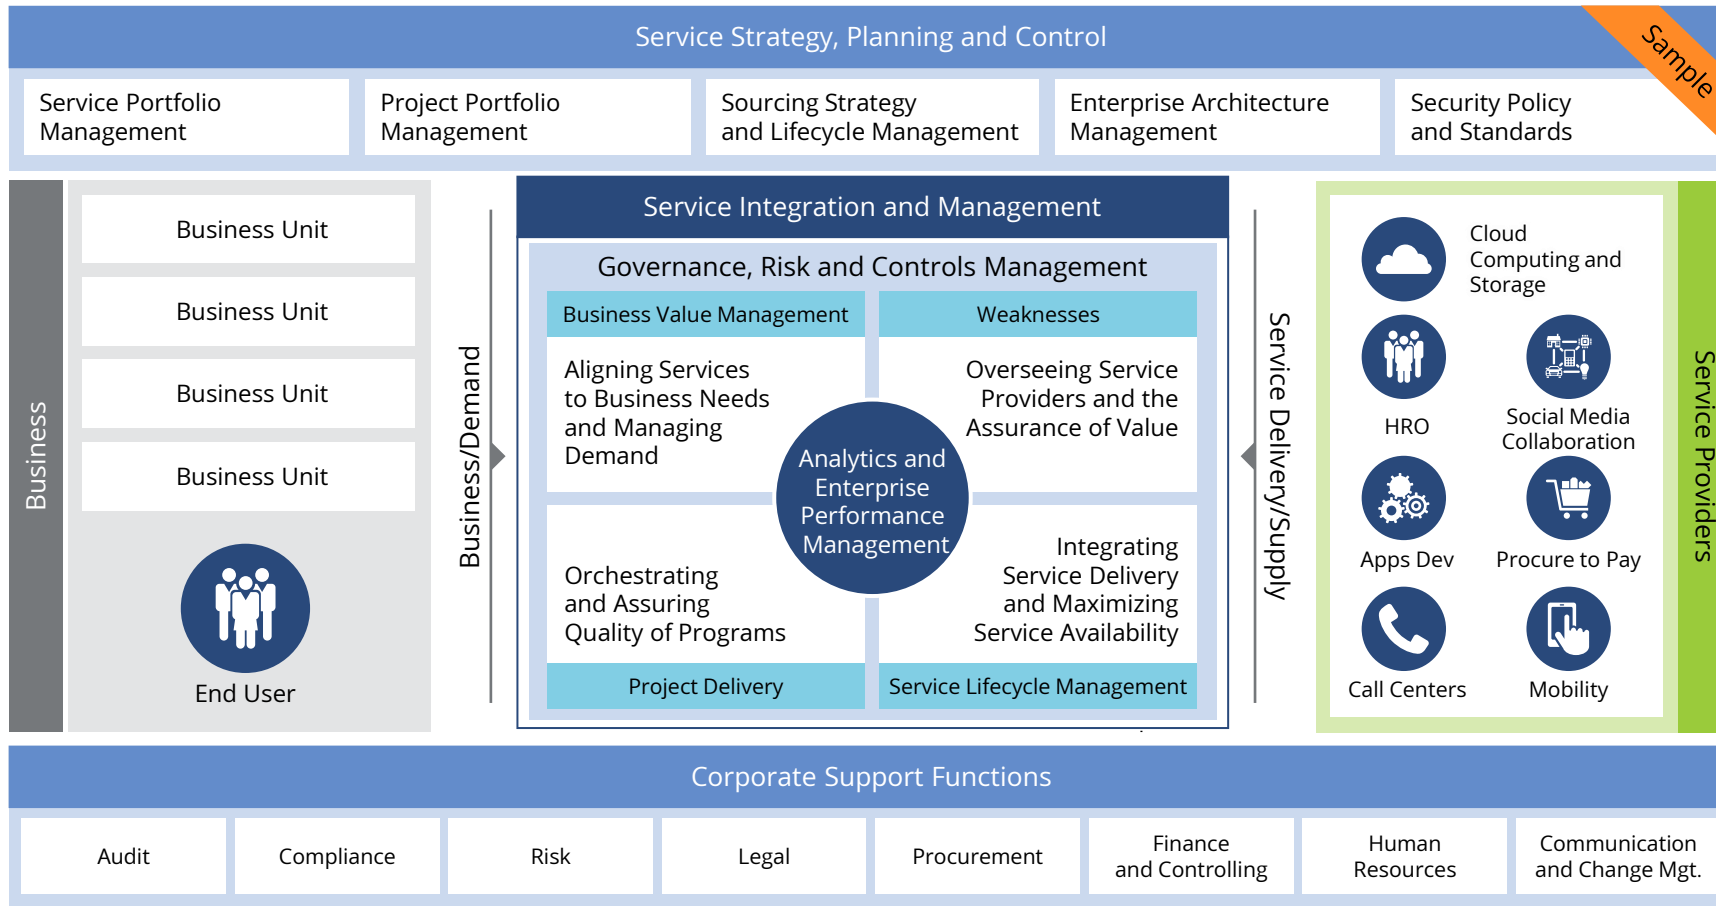 Service Strategy, Planning and Control
Sample
Service Portfolio
Management
Project Portfolio
Management
Sourcing Strategy
and Lifecycle Management
Enterprise Architecture
Management
Security Policy
and Standards
Business
Business Unit
Business Unit
Business Unit
Business Unit
End User
Business/Demand
Service Integration and Management
Governance, Risk and Controls Management
Business Value Management
Weaknesses
Aligning Services
to Business Needs
and Managing
Demand
Overseeing Service
Providers and the
Assurance of Value
Analytics and
Enterprise
Performance
Management
Orchestrating
and Assuring
Quality of Programs
Integrating
Service Delivery
and Maximizing
Service Availability
Project Delivery
Service Lifecycle Management
Service Delivery/Supply
Cloud
Computing and
Storage
HRO
Social Media
Collaboration
Apps Dev
Procure to Pay
Call Centers
Mobility
Service Providers
Corporate Support Functions
Audit
Compliance
Risk
Legal
Procurement
Finance
and Controlling
Human
Resources
Communication
and Change Mgt.